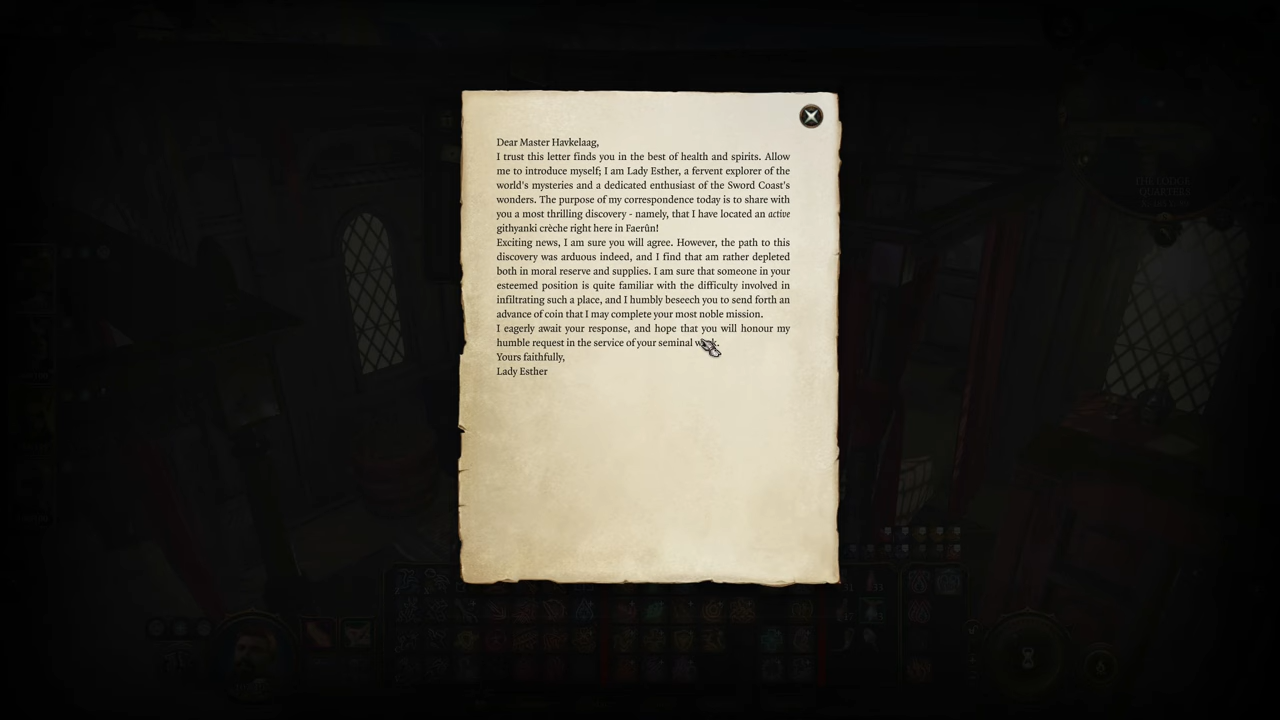 Dear Master Havkelaag,
I trust this letter finds you in the best of health and spirits. Allow
me to introduce myself; I am Lady Esther, a fervent explorer of the
world's mysteries and a dedicated enthusiast of the Sword Coast's
wonders. The purpose of my correspondence today is to share with
you a most thrilling discovery - namely, that I have located an active
githyanki crèche right here in Faerûn!
Exciting news, I am sure you will agree. However, the path to this
discovery was arduous indeed, and I find that am rather depleted
both in moral reserve and supplies. I am sure that someone in your
esteemed position is quite familiar with the difficulty involved in
infiltrating such a place, and I humbly beseech you to send forth an
advance of coin that I may complete your most noble mission.
I eagerly await your response, and hope that you will honour my
humble request in the service of your seminal
Yours faithfully,
Lady Esther
THE LODGE